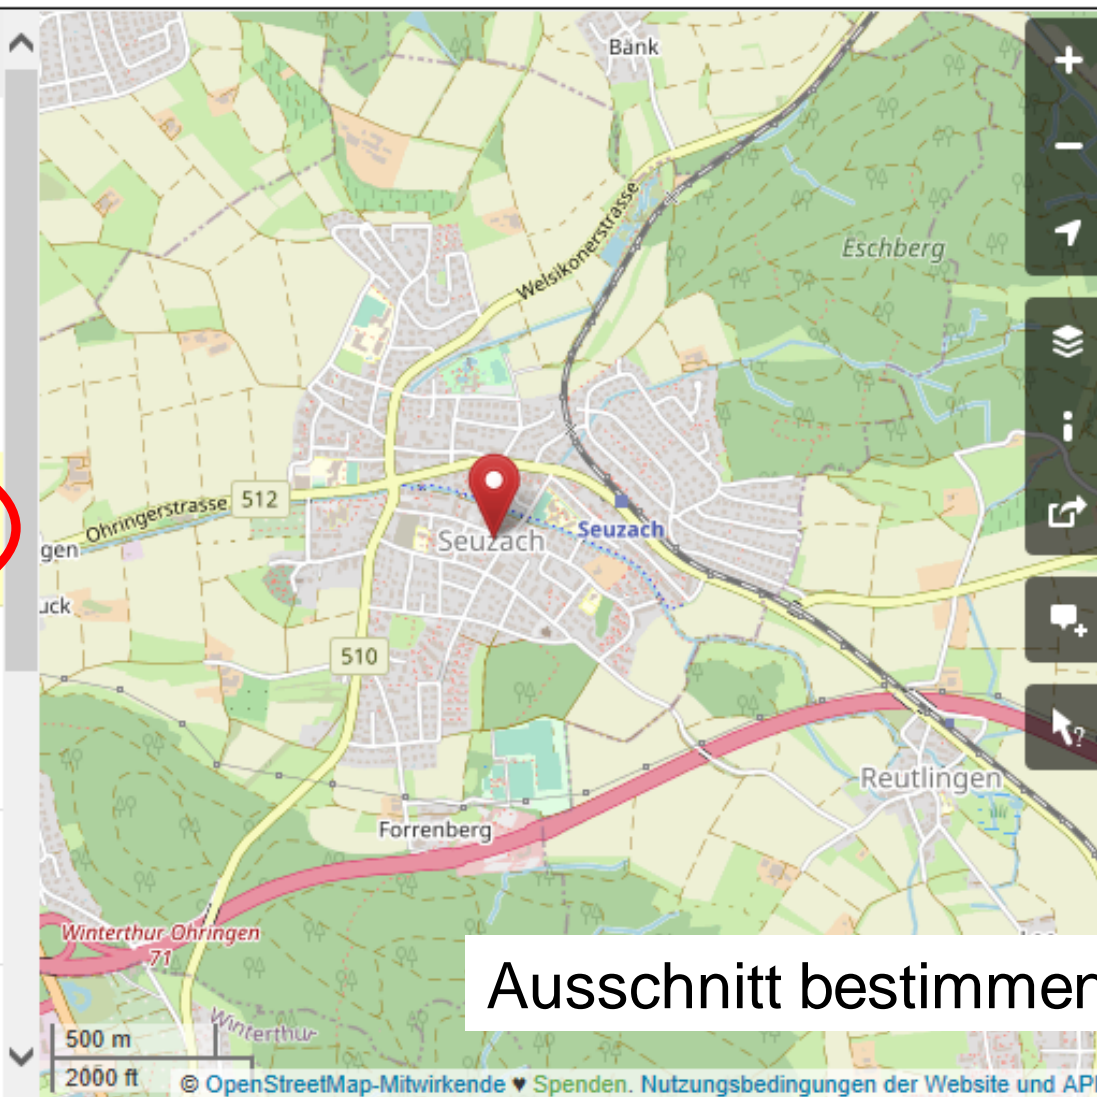 Bänk
Welsikonerstrasse
Eschberg
512
Ohringerstrasse
gen
Seuzach
Seuzach
uck
510
Reutlingen
Forrenberg
Winterthur Ohringen
71
Ausschnitt bestimmen
Winterthur
500 m
2000 ft
© OpenStreetMap-Mitwirkende ♥ Spenden. Nutzungsbedingungen der Website und API